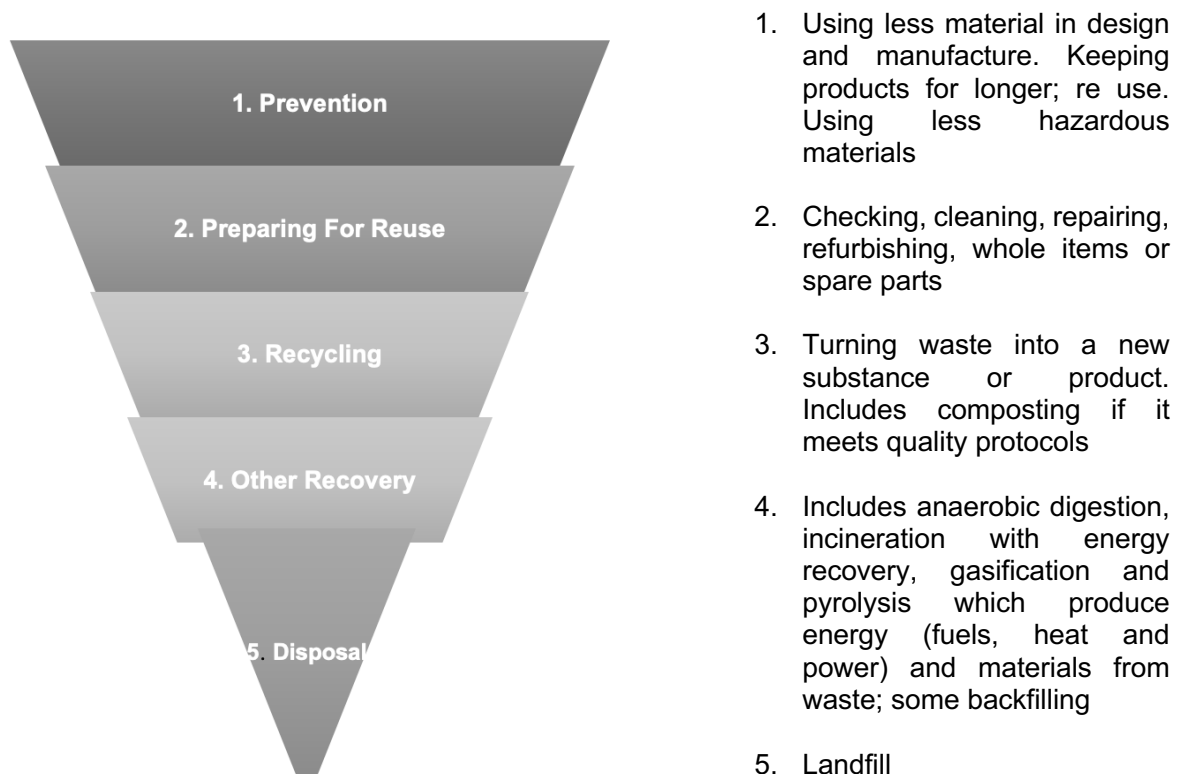 1. Prevention
2. Preparing For Reuse
3. Recycling
4. Other Recovery
5. Disposal
1. Using less material in design
and manufacture. Keeping
products for longer; re use.
Using less hazardous
materials
2. Checking, cleaning, repairing,
refurbishing, whole items or
spare parts
3. Turning waste into a new
substance or product.
Includes composting if it
meets quality protocols
4. Includes anaerobic digestion,
incineration with energy
recovery, gasification and
pyrolysis which produce
energy (fuels, heat and
power) and materials from
waste; some backfilling
5. Landfill